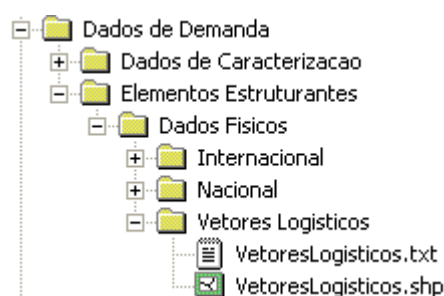 Dados de Demanda
Dados de Caracterizacao
Elementos Estruturantes
Dados Fisicos
Internacional
Nacional
Vetores Logisticos
VetoresLogisticos.txt
VetoresLogisticos.shp